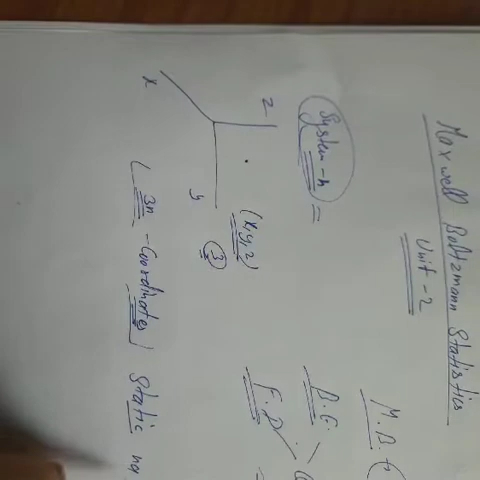 Maxwell Boltzmann Statistics
Unit-2
M.B
B.E.
F.D
System-n =
z
(x,y,z)
x
y
3
(3n - Coordinates) Static